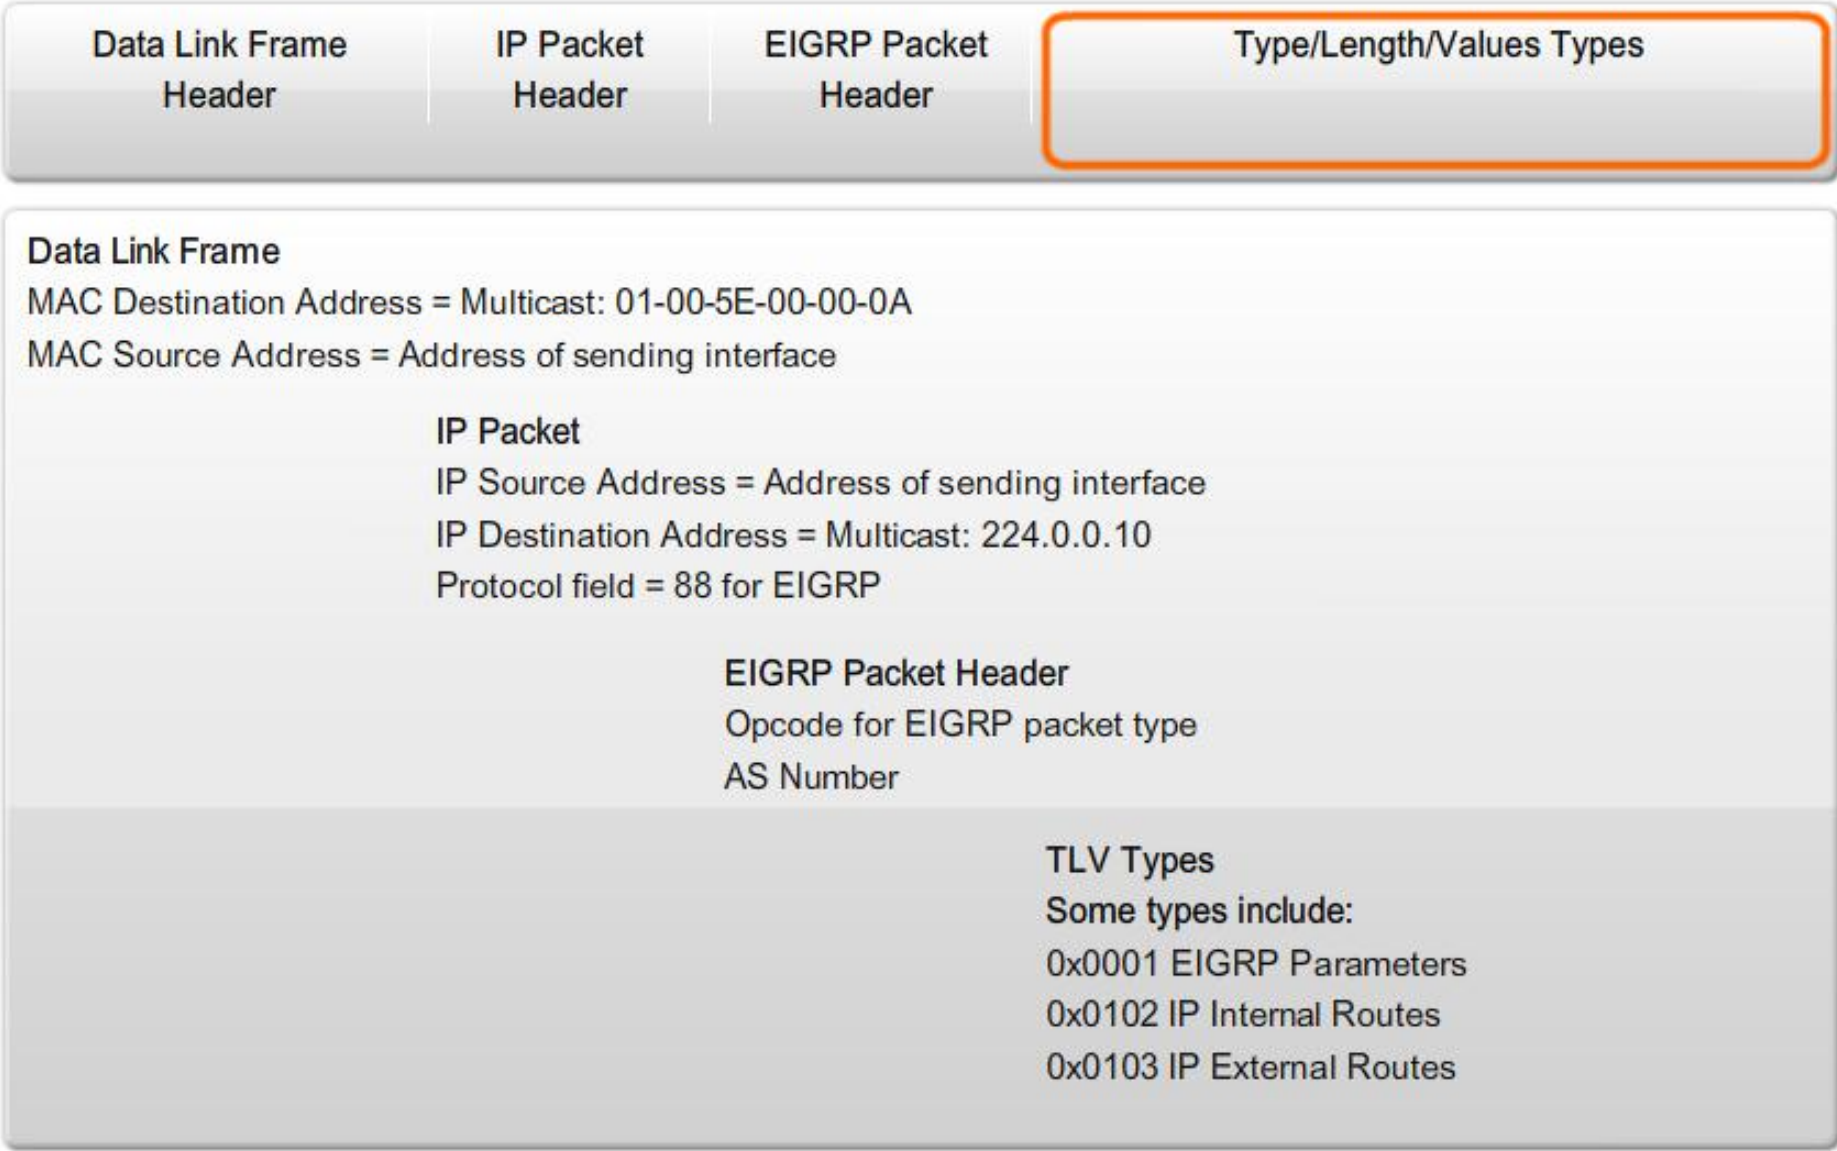 Data Link Frame
Header
IP Packet
Header
EIGRP Packet
Header
Type/Length/Values Types
Data Link Frame
MAC Destination Address = Multicast: 01-00-5E-00-00-0A
MAC Source Address = Address of sending interface
IP Packet
IP Source Address = Address of sending interface
IP Destination Address = Multicast: 224.0.0.10
Protocol field = 88 for EIGRP
EIGRP Packet Header
Opcode for EIGRP packet type
AS Number
TLV Types
Some types include:
0x0001 EIGRP Parameters
0x0102 IP Internal Routes
0x0103 IP External Routes